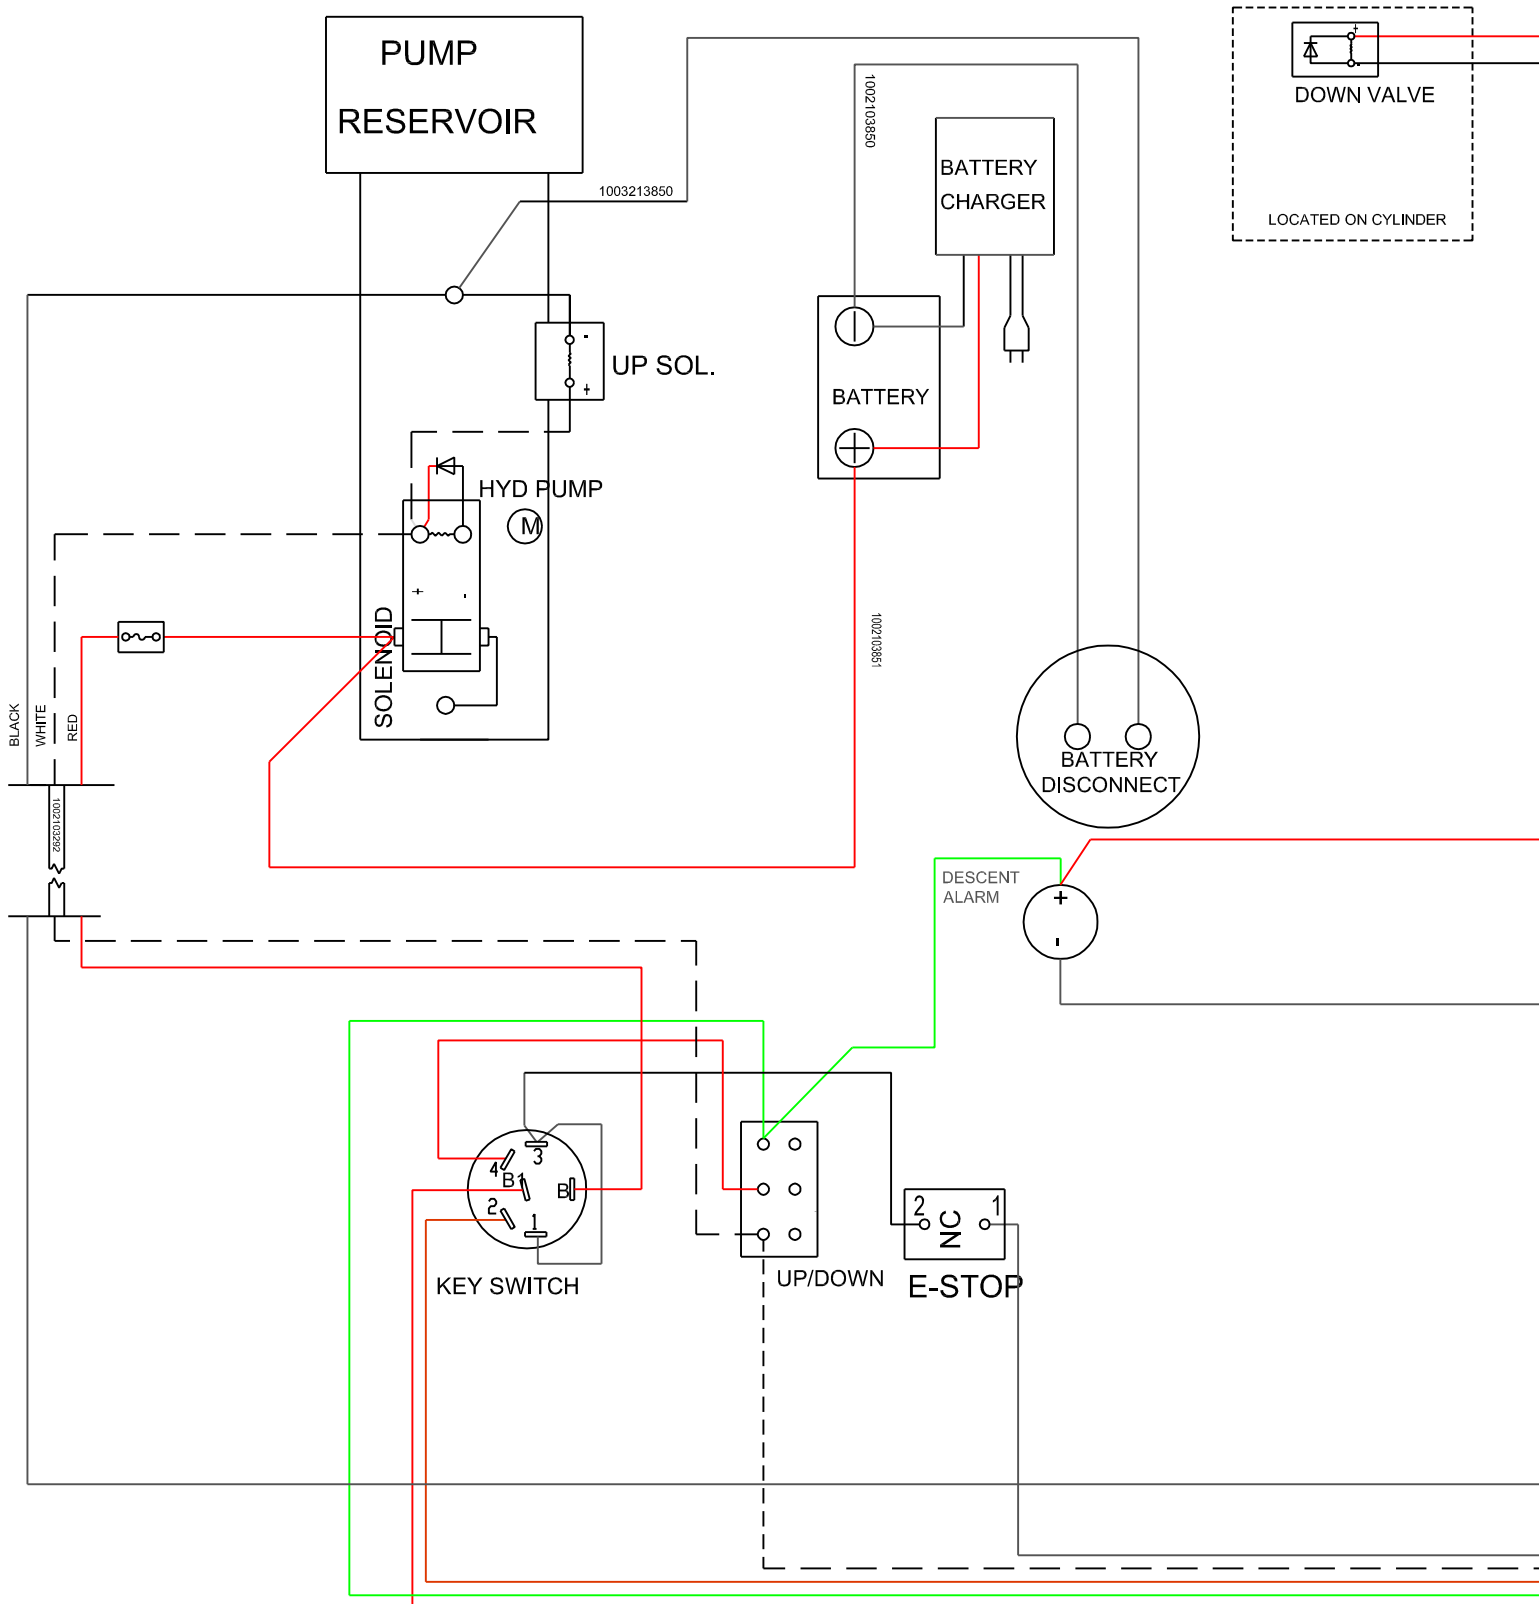 PUMP
RESERVOIR
1003213850
1002103850
BATTERY
CHARGER
+
-
DOWN VALVE
LOCATED ON CYLINDER
-
+
UP SOL.
BATTERY
HYD PUMP
M
+
-
SOLENOID
1002103851
BLACK
WHITE
RED
1002103292
BATTERY
DISCONNECT
DESCENT
ALARM
+
-
4
3
B1
B
2
1
KEY SWITCH
UP/DOWN
2
NC
1
E-STOP